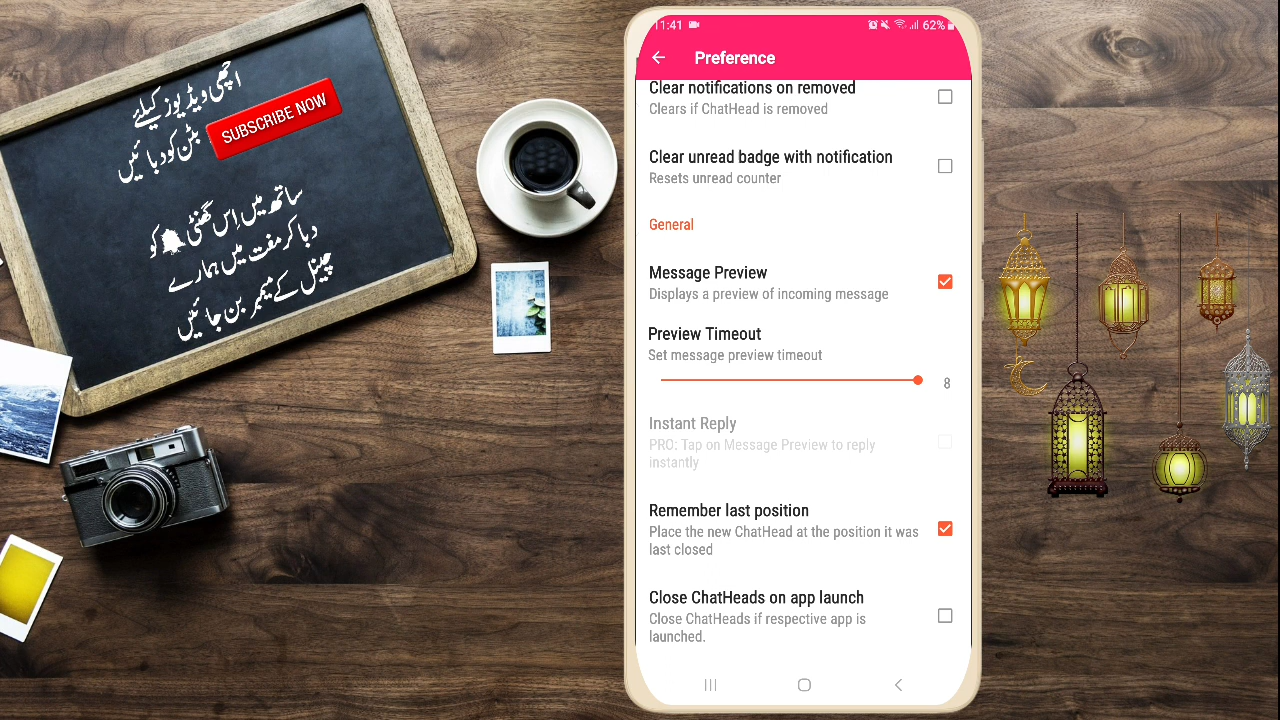 اچھی ویڈیوز کیلئے
SUBSCRIBE NOW
بٹن کو دبائیں
ساتھ میں اِس گھنٹی کو
دبا کر مفت میں ہمارے
چینل کے میمبر بن جائیں
11:41
62%
Preference
Clear notifications on removed
Clears if ChatHead is removed
Clear unread badge with notification
Resets unread counter
General
Message Preview
Displays a preview of incoming message
Preview Timeout
Set message preview timeout
8
Instant Reply
PRO: Tap on Message Preview to reply
instantly
Remember last position
Place the new ChatHead at the position it was
last closed
Close ChatHeads on app launch
Close ChatHeads if respective app is
launched.